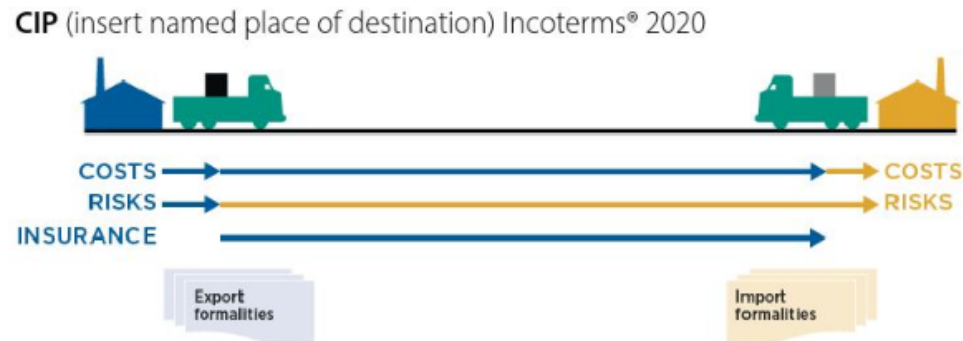 CIP (insert named place of destination) Incoterms® 2020
COSTS COSTS
RISKS RISKS
INSURANCE
Export
formalities
Import
formalities